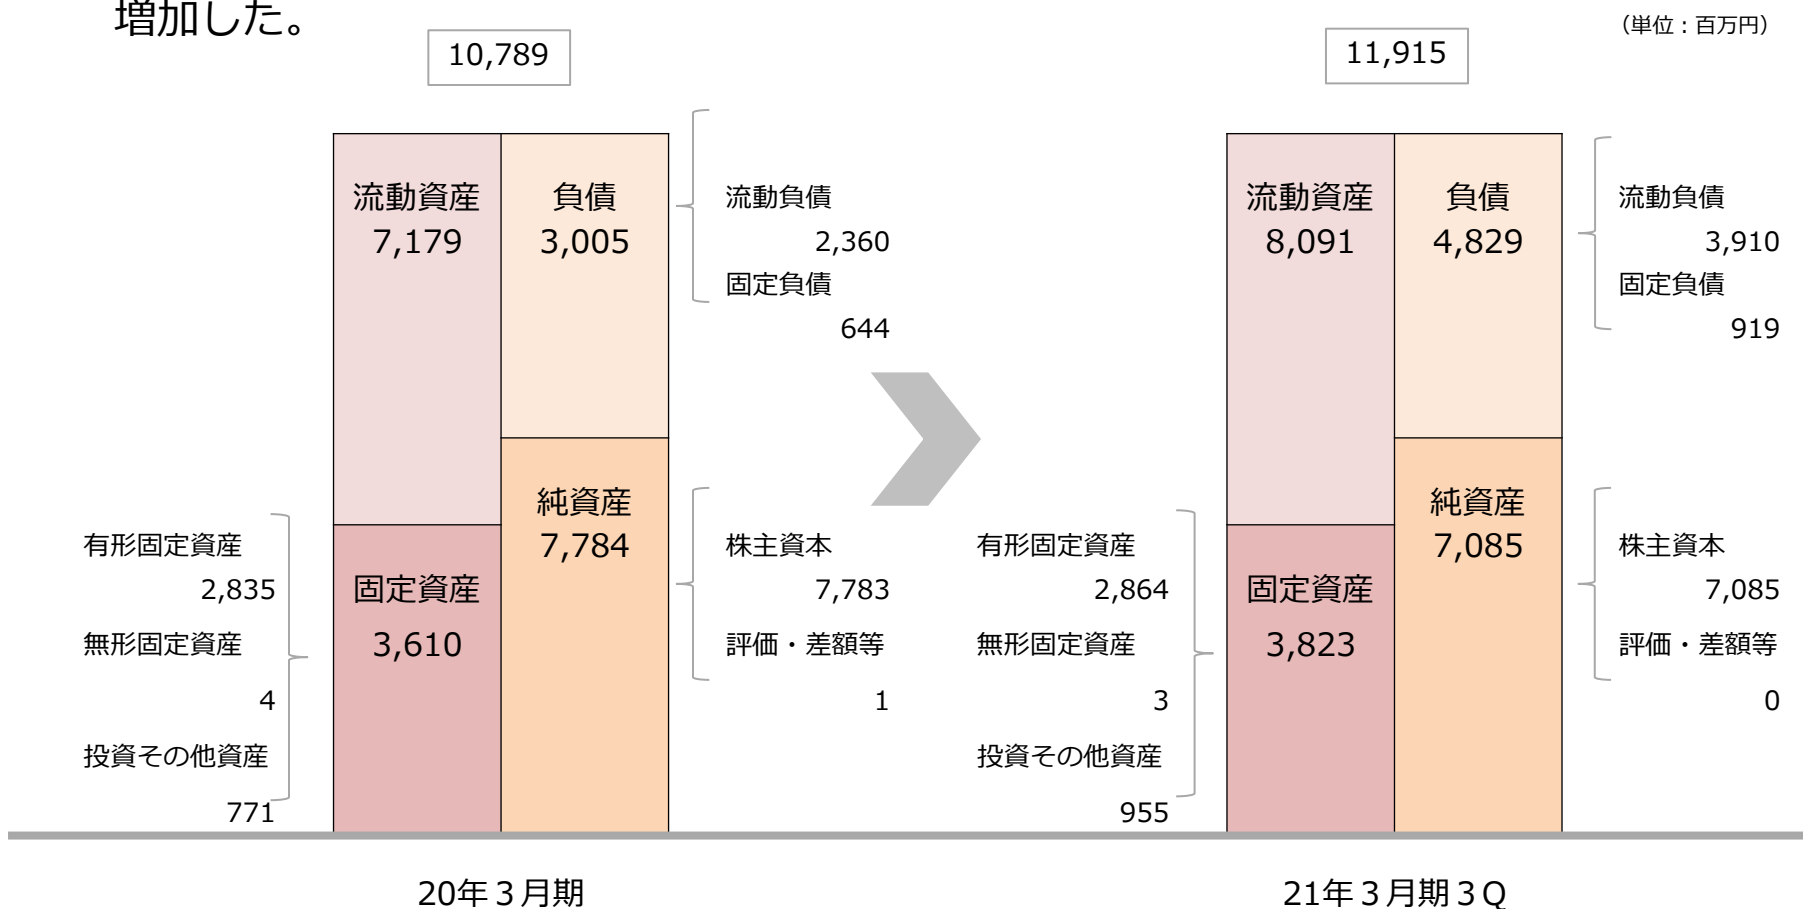 増加した。
（単位：百万円）
10,789
流動資産
7,179
負債
3,005
流動負債
2,360
固定負債
644
有形固定資産
2,835
無形固定資産
4
投資その他資産
771
固定資産
3,610
純資産
7,784
株主資本
7,783
評価・差額等
1
20年３月期
11,915
流動資産
8,091
負債
4,829
流動負債
3,910
固定負債
919
有形固定資産
2,864
無形固定資産
3
投資その他資産
955
固定資産
3,823
純資産
7,085
株主資本
7,085
評価・差額等
0
21年３月期３Q